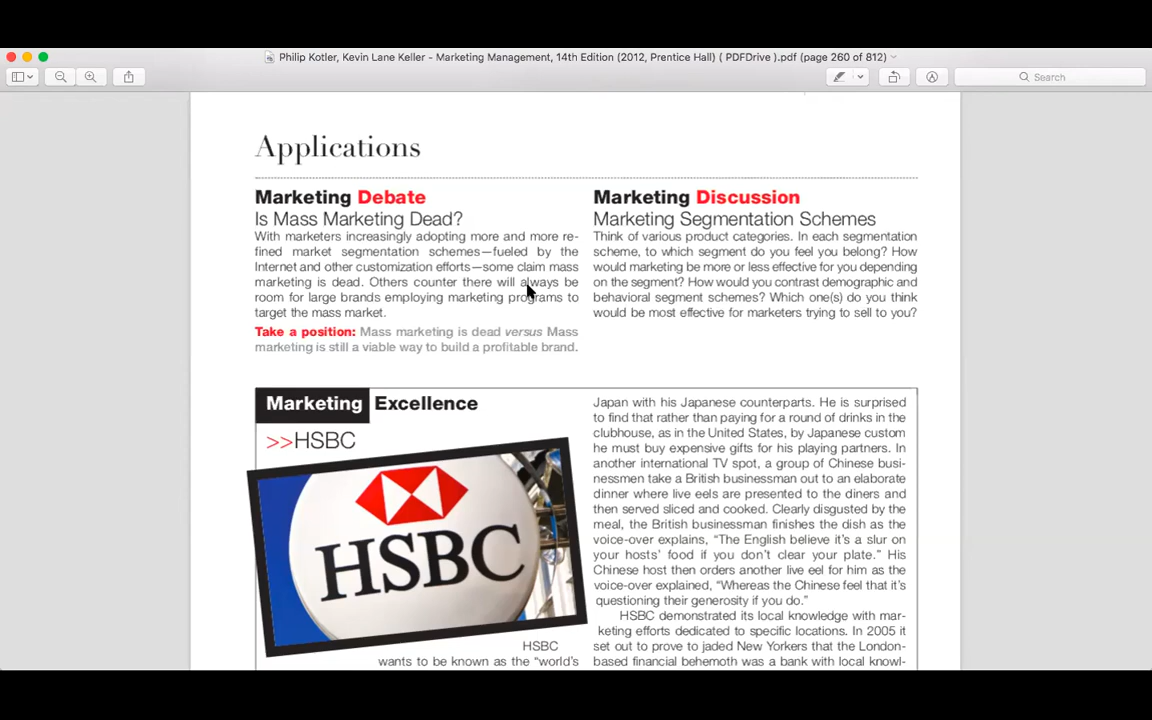 Philip Kotler, Kevin Lane Keller - Marketing Management, 14th Edition (2012, Prentice Hall) ( PDFDrive ).pdf (page 260 of 812)
Search
Applications
Marketing Debate
Is Mass Marketing Dead?
With marketers increasingly adopting more and more re-
fined market segmentation schemes—fueled by the
Internet and other customization efforts—some claim mass
marketing is dead. Others counter there will always be
room for large brands employing marketing programs to
target the mass market.
Take a position: Mass marketing is dead versus Mass
marketing is still a viable way to build a profitable brand.
Marketing Discussion
Marketing Segmentation Schemes
Think of various product categories. In each segmentation
scheme, to which segment do you feel you belong? How
would marketing be more or less effective for you depending
on the segment? How would you contrast demographic and
behavioral segment schemes? Which one(s) do you think
would be most effective for marketers trying to sell to you?
Marketing Excellence
>>HSBC
HSBC
HSBC
wants to be known as the "world's
Japan with his Japanese counterparts. He is surprised
to find that rather than paying for a round of drinks in the
clubhouse, as in the United States, by Japanese custom
he must buy expensive gifts for his playing partners. In
another international TV spot, a group of Chinese busi-
nessmen take a British businessman out to an elaborate
dinner where live eels are presented to the diners and
then served sliced and cooked. Clearly disgusted by the
meal, the British businessman finishes the dish as the
voice-over explains, "The English believe it's a slur on
your hosts' food if you don't clear your plate." His
Chinese host then orders another live eel for him as the
voice-over explained, "Whereas the Chinese feel that it's
questioning their generosity if you do."
HSBC demonstrated its local knowledge with mar-
keting efforts dedicated to specific locations. In 2005 it
set out to prove to jaded New Yorkers that the London-
based financial behemoth was a bank with local knowl-